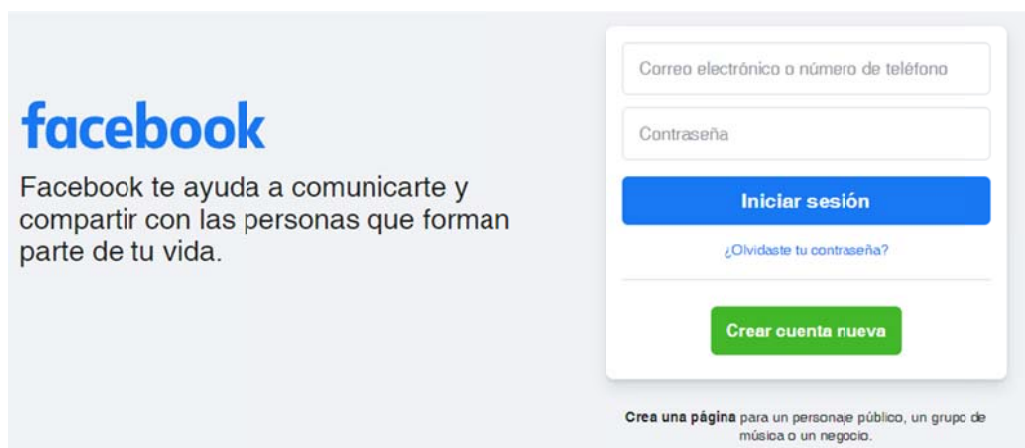 facebook
Facebook te ayuda a comunicarte y
compartir con las personas que forman
parte de tu vida.
Correo electrónico o número de teléfono
Contraseña
Iniciar sesión
¿Olvidaste tu contraseña?
Crear cuenta nueva
Crea una página para un personaje público, un grupo de
música o un negocio.